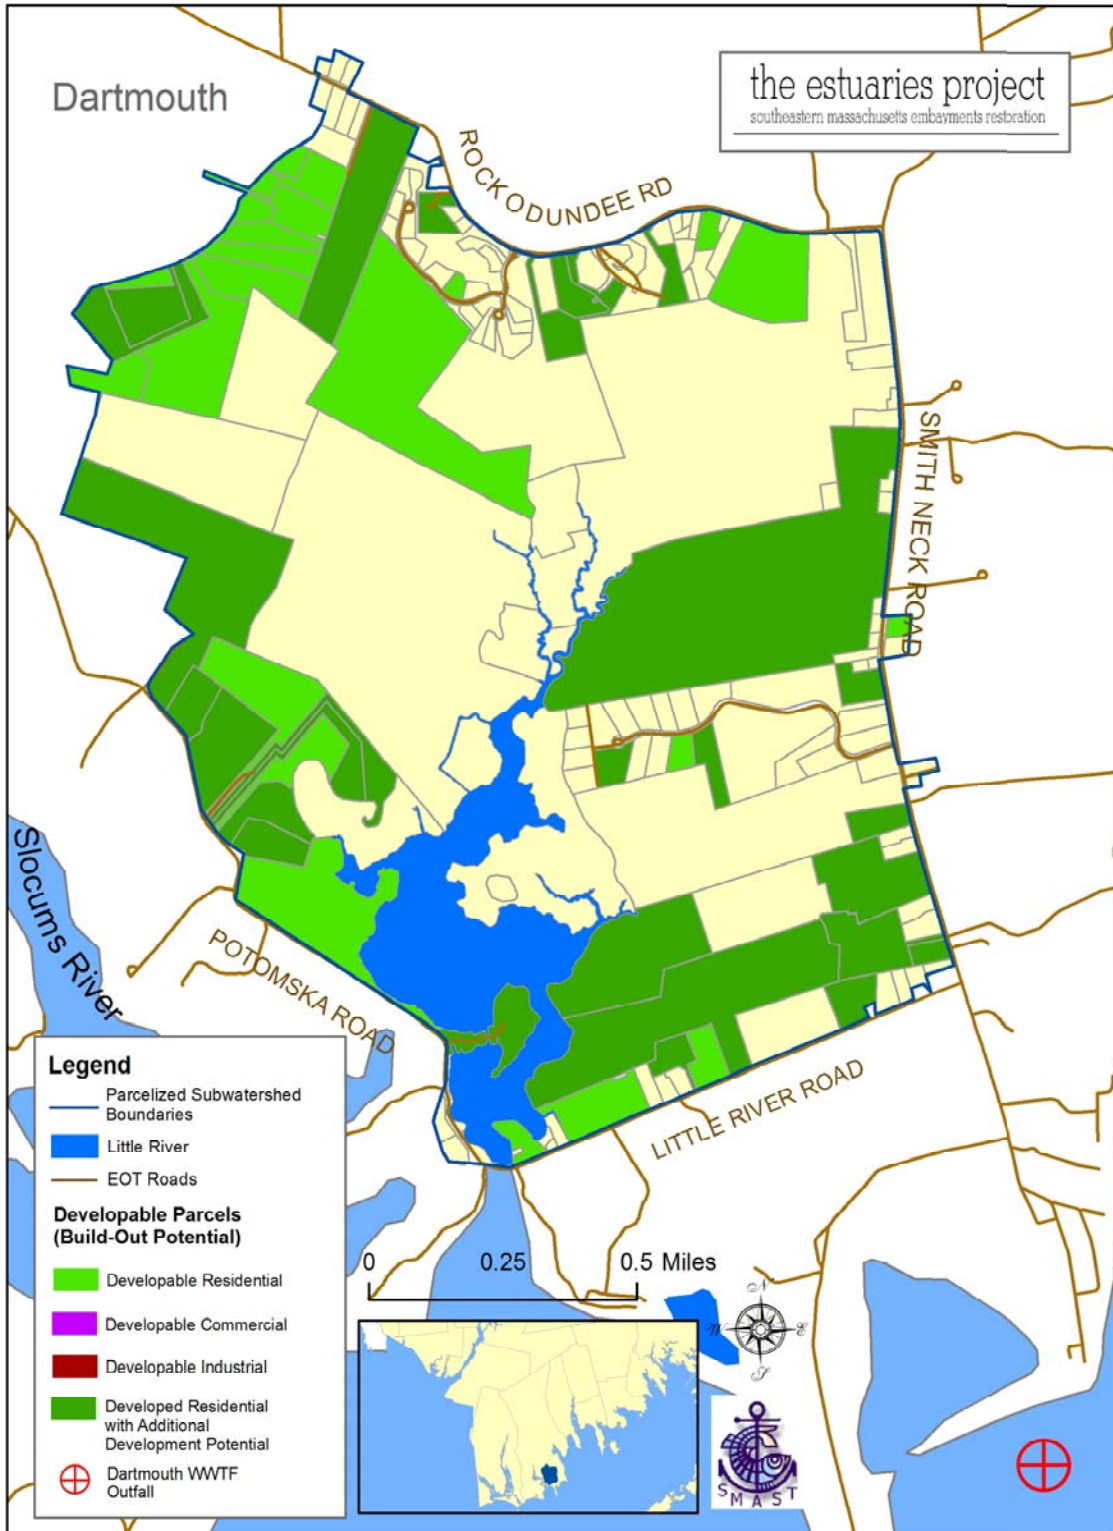 Dartmouth
the estuaries project
southeastern massachusetts embayments restoration
ROCK O DUNDEE RD
SMITH NECK ROAD
Slocums River
POTOMSKA ROAD
LITTLE RIVER ROAD
Legend
Parcelized Subwatershed
Boundaries
Little River
EOT Roads
Developable Parcels
(Build-Out Potential)
Developable Residential
Developable Commercial
Developable Industrial
Developed Residential
with Additional
Development Potential
Dartmouth WWTF
Outfall
0 0.25 0.5 Miles
N
W E
S
SMAST